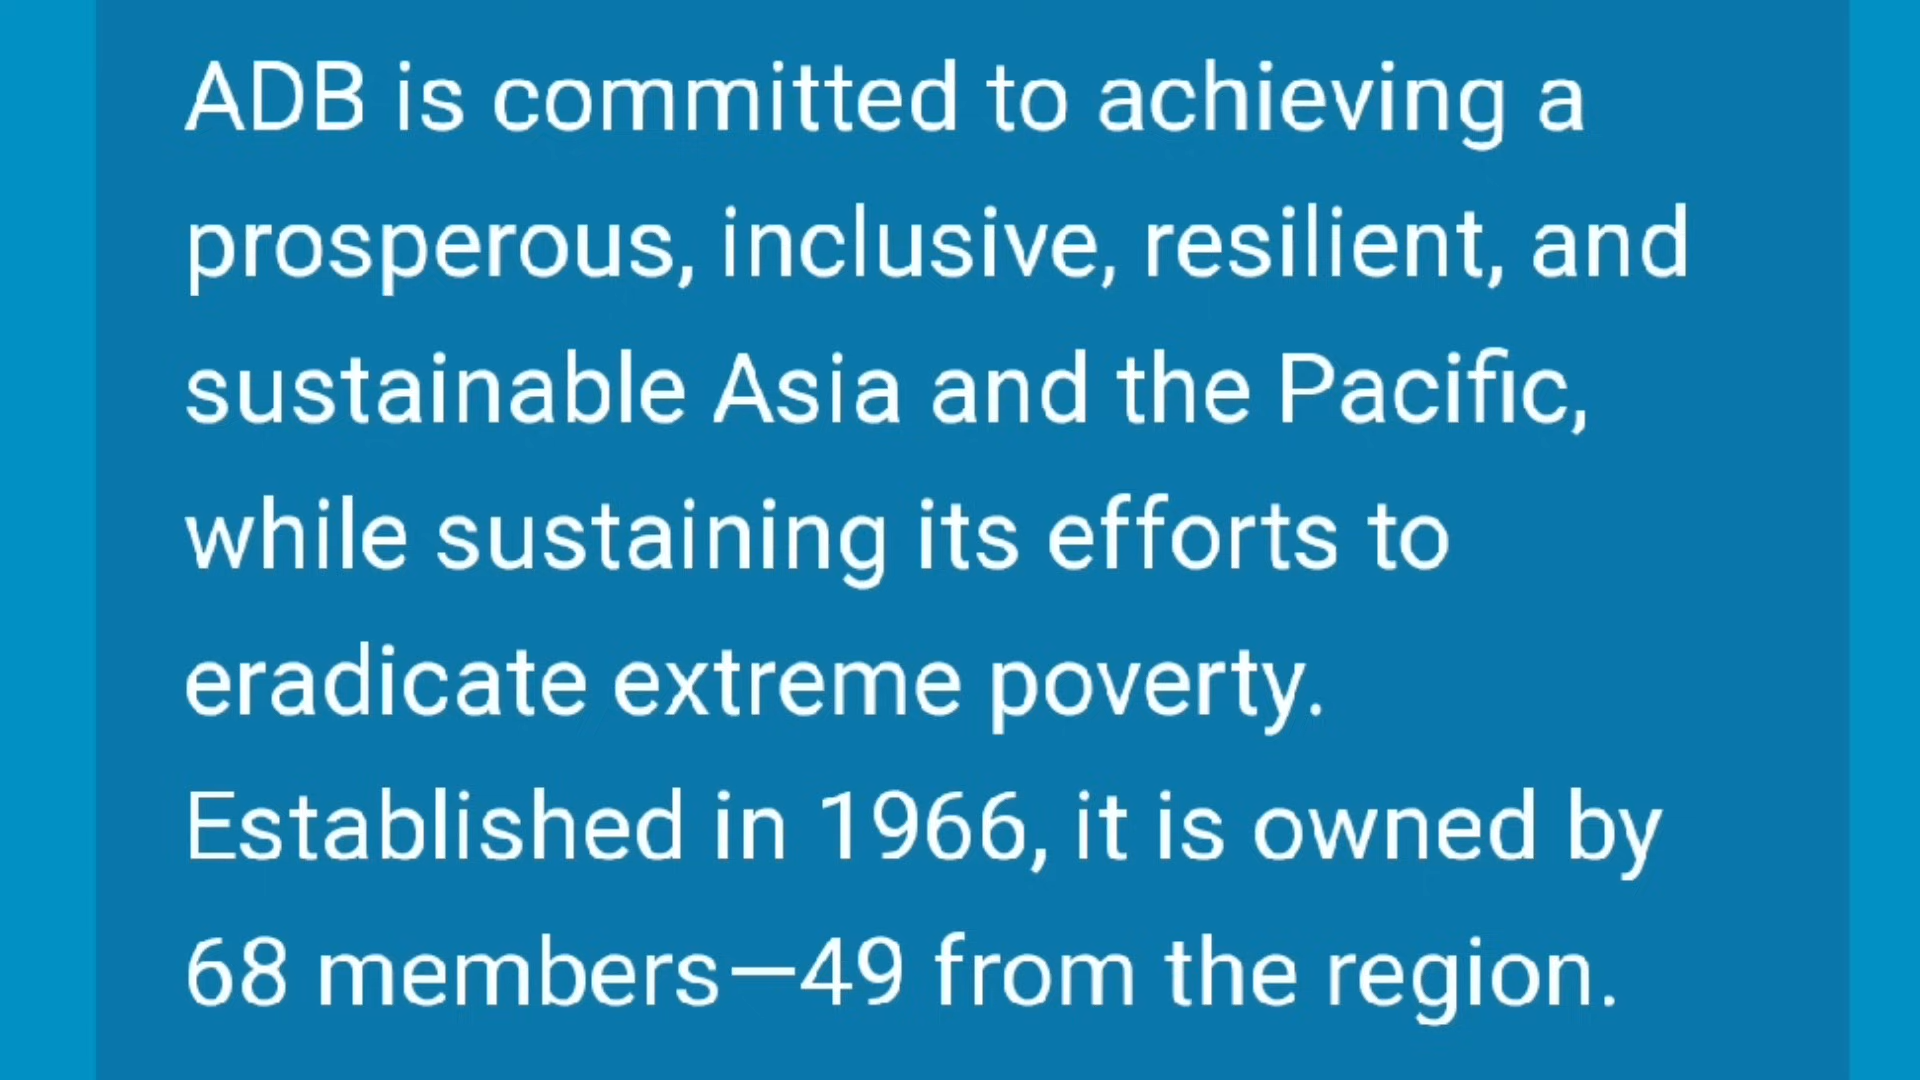 ADB is committed to achieving a
prosperous, inclusive, resilient, and
sustainable Asia and the Pacific,
while sustaining its efforts to
eradicate extreme poverty.
Established in 1966, it is owned by
68 members—49 from the region.